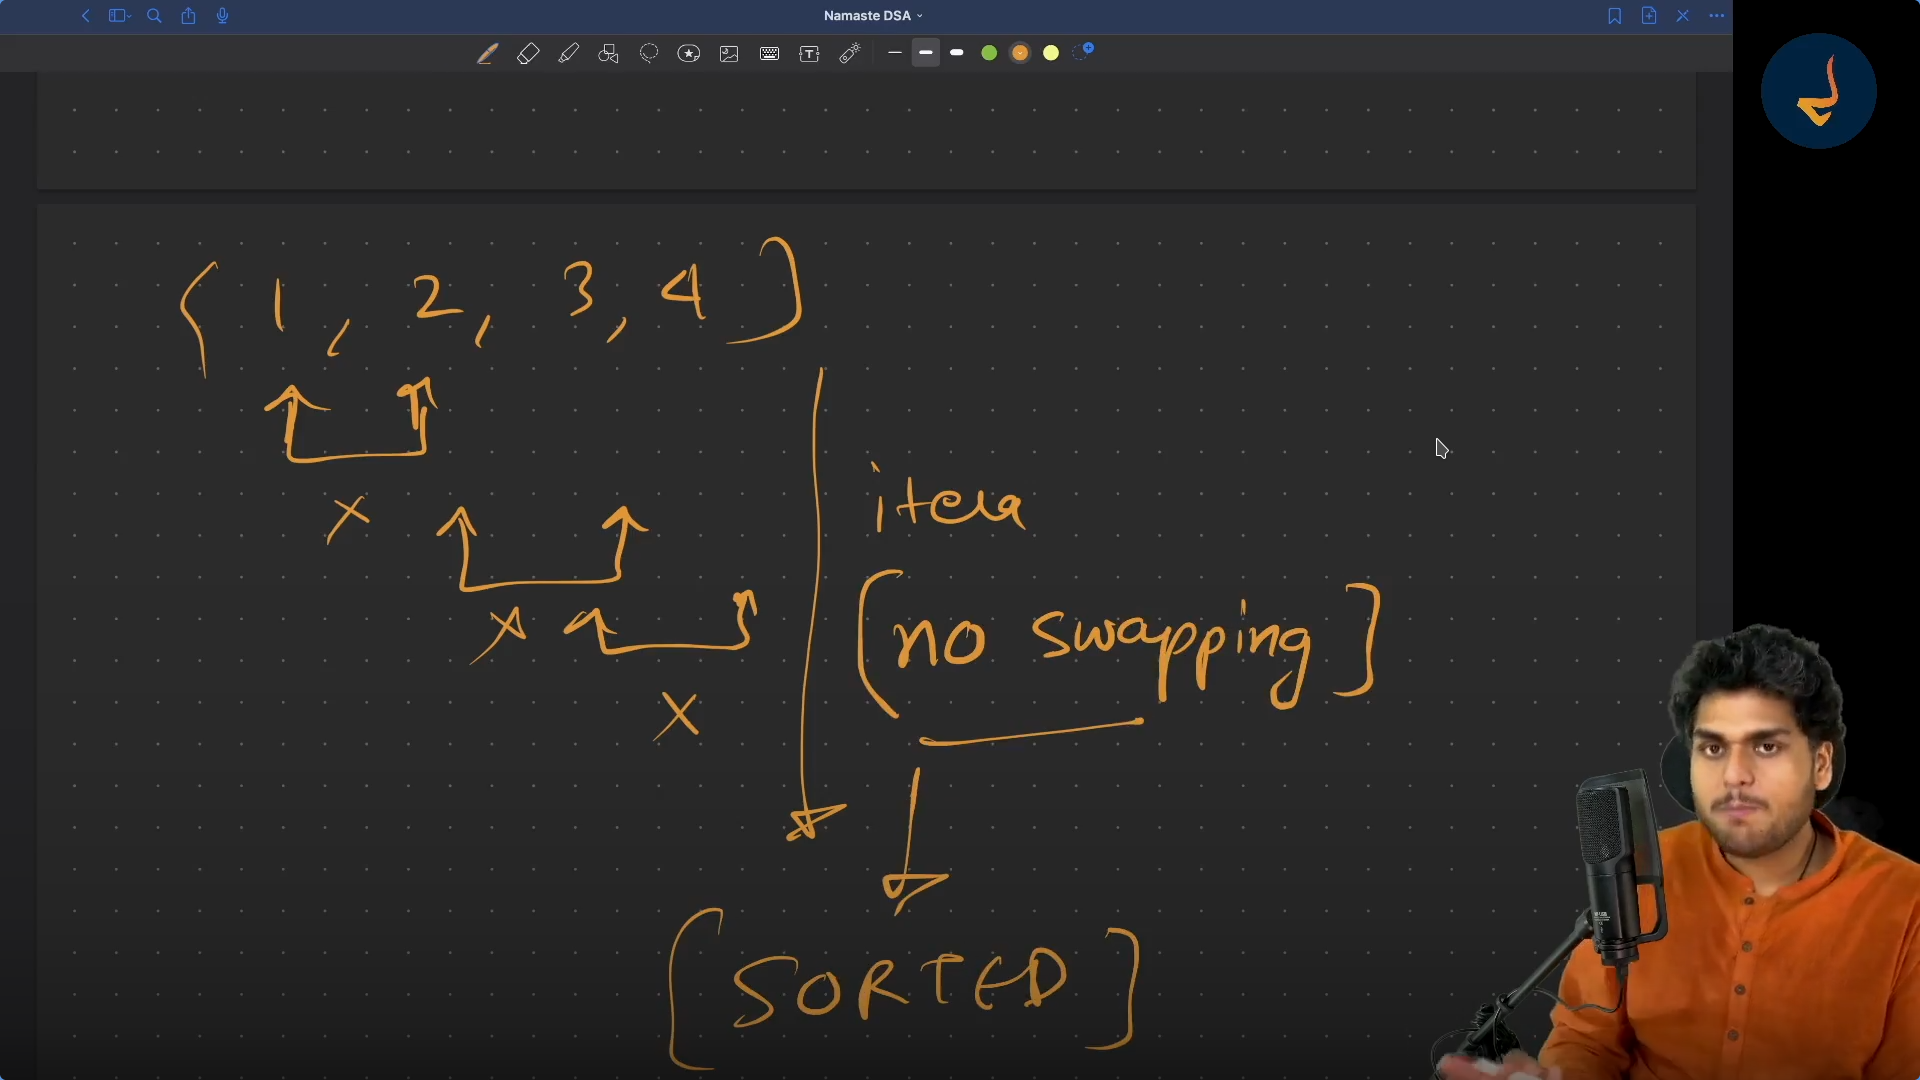 Namaste DSA
[ 1, 2, 3, 4 ]
x
x
x
itera
[no swapping]
[SORTED]